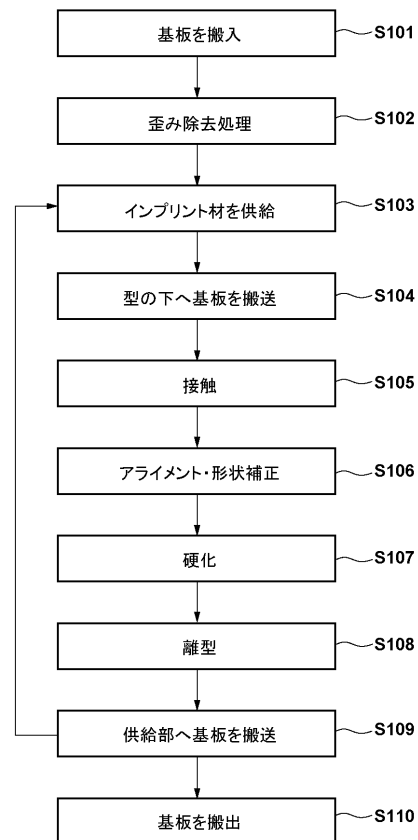 基板を搬入 S101
歪み除去処理 S102
インプリント材を供給 S103
型の下へ基板を搬送 S104
接触 S105
アライメント・形状補正 S106
硬化 S107
離型 S108
供給部へ基板を搬送 S109
基板を搬出 S110